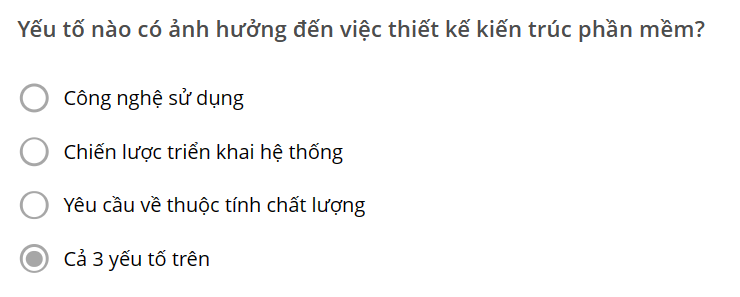 Yếu tố nào có ảnh hưởng đến việc thiết kế kiến trúc phần mềm?
Công nghệ sử dụng
Chiến lược triển khai hệ thống
Yêu cầu về thuộc tính chất lượng
Cả 3 yếu tố trên